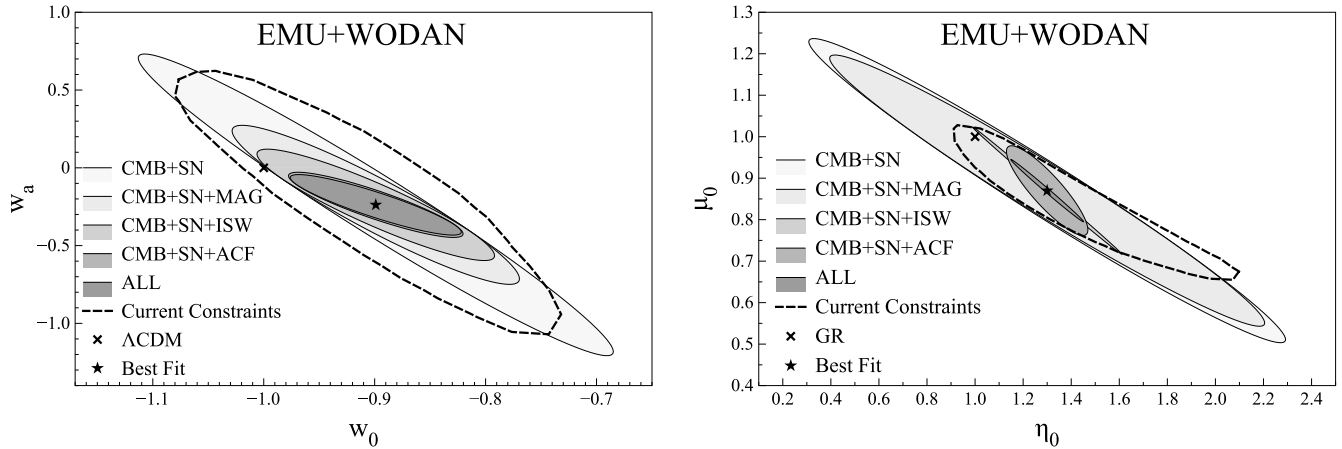 EMU+WODAN
1.0
0.5
0
−0.5
−1.0
w_a
CMB+SN
CMB+SN+MAG
CMB+SN+ISW
CMB+SN+ACF
ALL
Current Constraints
ΛCDM
Best Fit
−1.1 −1.0 −0.9 −0.8 −0.7
w_0
EMU+WODAN
1.3
1.2
1.1
1.0
0.9
0.8
0.7
0.6
0.5
0.4
μ_0
CMB+SN
CMB+SN+MAG
CMB+SN+ISW
CMB+SN+ACF
ALL
Current Constraints
GR
Best Fit
0.2 0.4 0.6 0.8 1.0 1.2 1.4 1.6 1.8 2.0 2.2 2.4
η_0